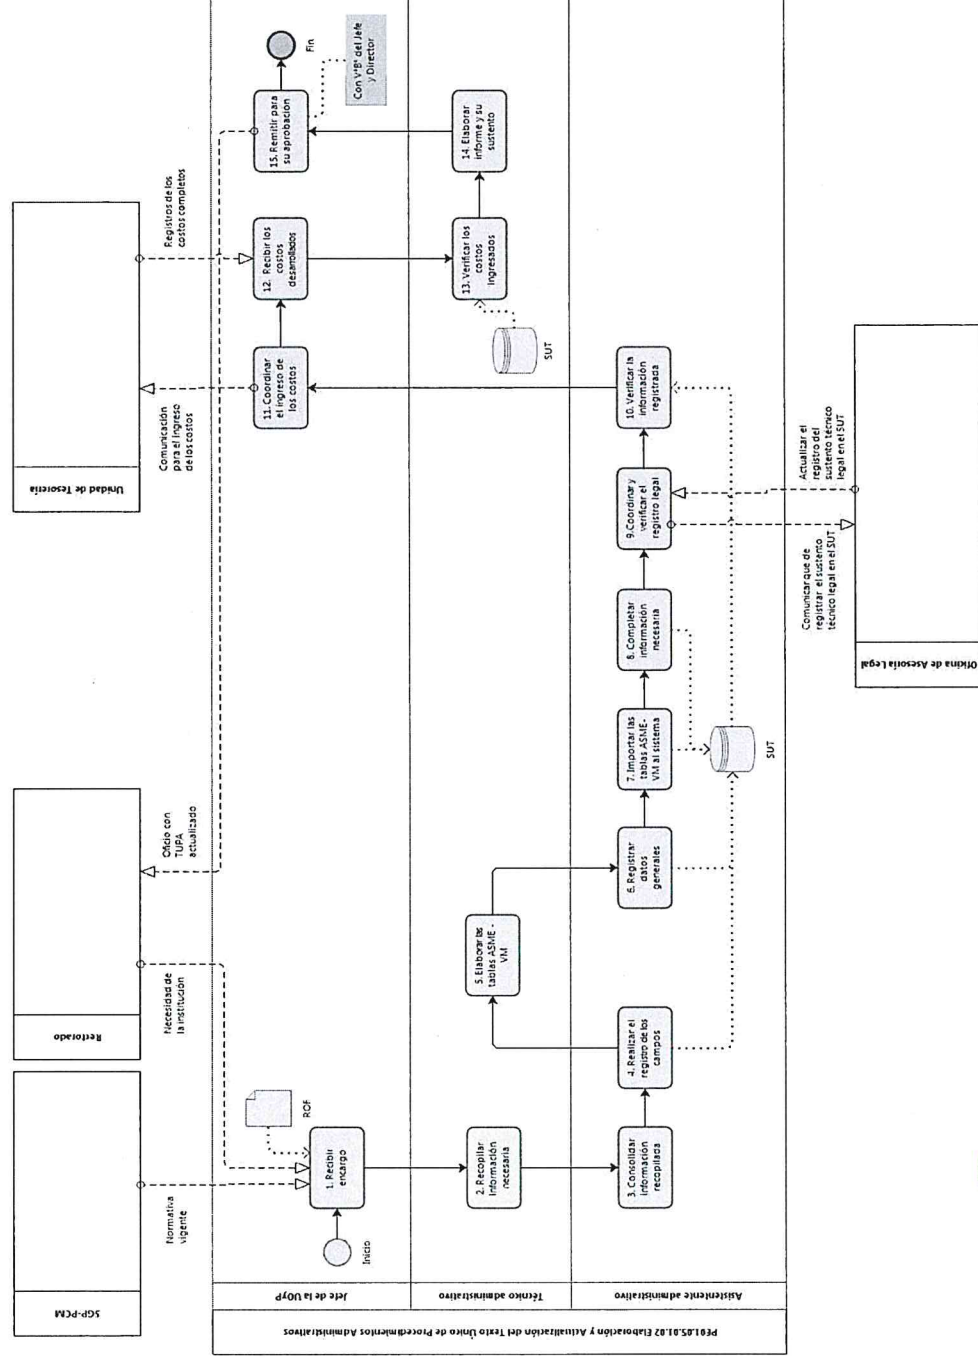 PE01.05.01.02 Elaboración y Actualización del Texto Único de Procedimientos Administrativos
SGP-PCM
Rectorado
Unidad de Tesorería
Jefe de la UOyP
Técnico administrativo
Asistentente administrativo
Oficina de Asesoría Legal
Normativa
vigente
Necesidad de
la institución
Oficio con
TUPA
actualizado
Comunicación
para el Ingreso
de los costos
Registros de los
costos completos
Inicio
1. Recibir
encargo
ROF
2. Recopilar
información
necesaria
3. Consolidar
información
recopilada
4. Realizar el
registro de los
campos
5. Elaborar las
tablas ASME -
VM
6. Registrar
datos
generales
7. Importar las
tablas ASME-
VM al sistema
8. Completar
información
necesaria
9.Coordinar y
verificar el
registro legal
10. Verificar la
información
registrada
SUT
Comunicar que de
registrar el sustento
técnico legal en el SUT
Actualizar el
registro del
sustento técnico
legal en el SUT
11. Coordinar
el ingreso de
los costos
12. Recibir los
costos
desarrollados
SUT
13. Verificar los
costos
ingresados
14. Elaborar
informe y su
sustento
15. Remitir para
su aprobación
Con V°B° del Jefe
y Director
Fin